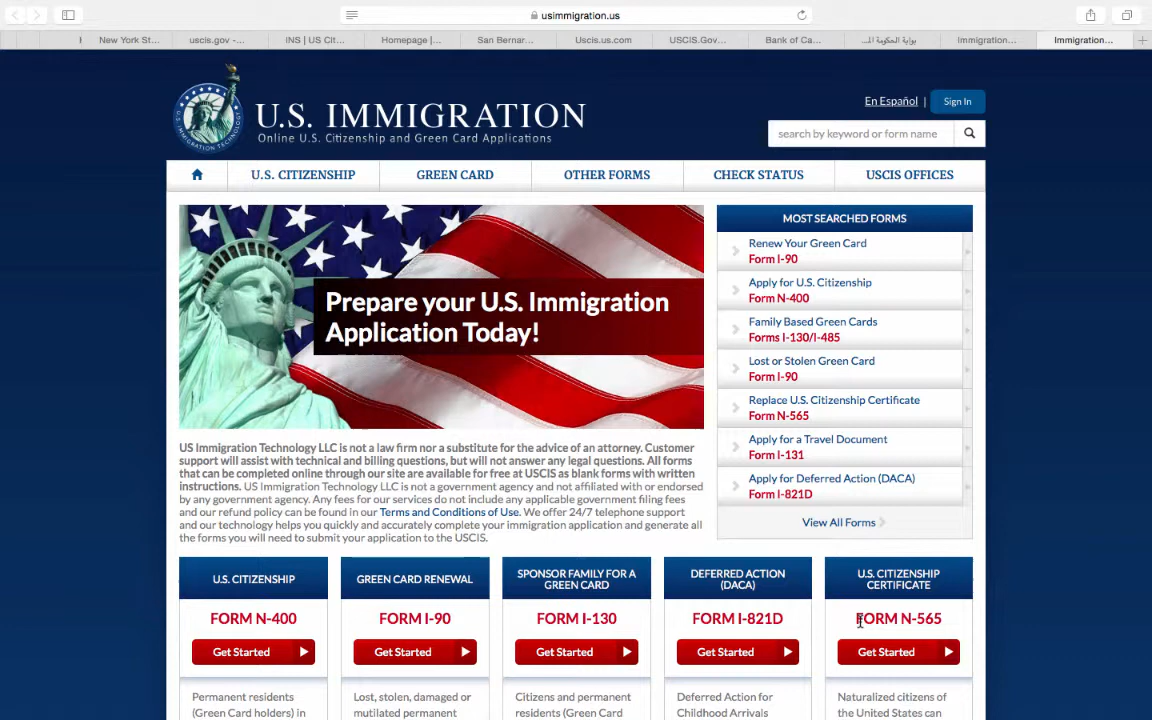 usimmigration.us
New York St...
uscis.gov -...
INS | US Cit...
Homepage |...
San Bernar...
Uscis.us.com
USCIS.Gov...
Bank of Ca...
بوابة الحكومة الم...
Immigration...
Immigration...
U.S. IMMIGRATION
Online U.S. Citizenship and Green Card Applications
En Español | Sign In
search by keyword or form name
U.S. CITIZENSHIP
GREEN CARD
OTHER FORMS
CHECK STATUS
USCIS OFFICES
Prepare your U.S. Immigration
Application Today!
US Immigration Technology LLC is not a law firm nor a substitute for the advice of an attorney. Customer
support will assist with technical and billing questions, but will not answer any legal questions. All forms
that can be completed online through our site are available for free at USCIS as blank forms with written
instructions. US Immigration Technology LLC is not a government agency and not affiliated with or endorsed
by any government agency. Any fees for our services do not include any applicable government filing fees
and our refund policy can be found in our Terms and Conditions of Use. We offer 24/7 telephone support
and our technology helps you quickly and accurately complete your immigration application and generate all
the forms you will need to submit your application to the USCIS.
MOST SEARCHED FORMS
Renew Your Green Card
Form I-90
Apply for U.S. Citizenship
Form N-400
Family Based Green Cards
Forms I-130/I-485
Lost or Stolen Green Card
Form I-90
Replace U.S. Citizenship Certificate
Form N-565
Apply for a Travel Document
Form I-131
Apply for Deferred Action (DACA)
Form I-821D
View All Forms
U.S. CITIZENSHIP
FORM N-400
Get Started
Permanent residents
(Green Card holders) in
GREEN CARD RENEWAL
FORM I-90
Get Started
Lost, stolen, damaged or
mutilated permanent
SPONSOR FAMILY FOR A
GREEN CARD
FORM I-130
Get Started
Citizens and permanent
residents (Green Card
DEFERRED ACTION
(DACA)
FORM I-821D
Get Started
Deferred Action for
Childhood Arrivals
U.S. CITIZENSHIP
CERTIFICATE
FORM N-565
Get Started
Naturalized citizens of
the United States can